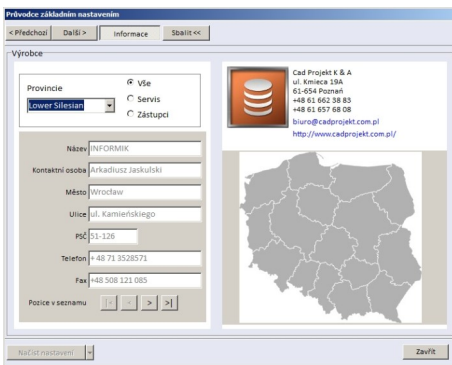 Průvodce základním nastavením
< Předchozí Další > Informace Sbalit <<
Výrobce
Provincie
Lower Silesian
Vše
Servis
Zástupci
Název INFORMIK
Kontaktní osoba Arkadiusz Jaskulski
Město Wrocław
Ulice ul. Kamieńskiego
PSČ 51-126
Telefon + 48 71 3528571
Fax +48 508 121 085
Pozice v seznamu |< < > >|
Cad Projekt K & A
ul. Kmieca 19A
61-654 Poznań
+48 61 662 38 83
+48 61 657 68 08
biuro@cadprojekt.com.pl
http://www.cadprojekt.com.pl/
Načíst nastavení
Zavřít